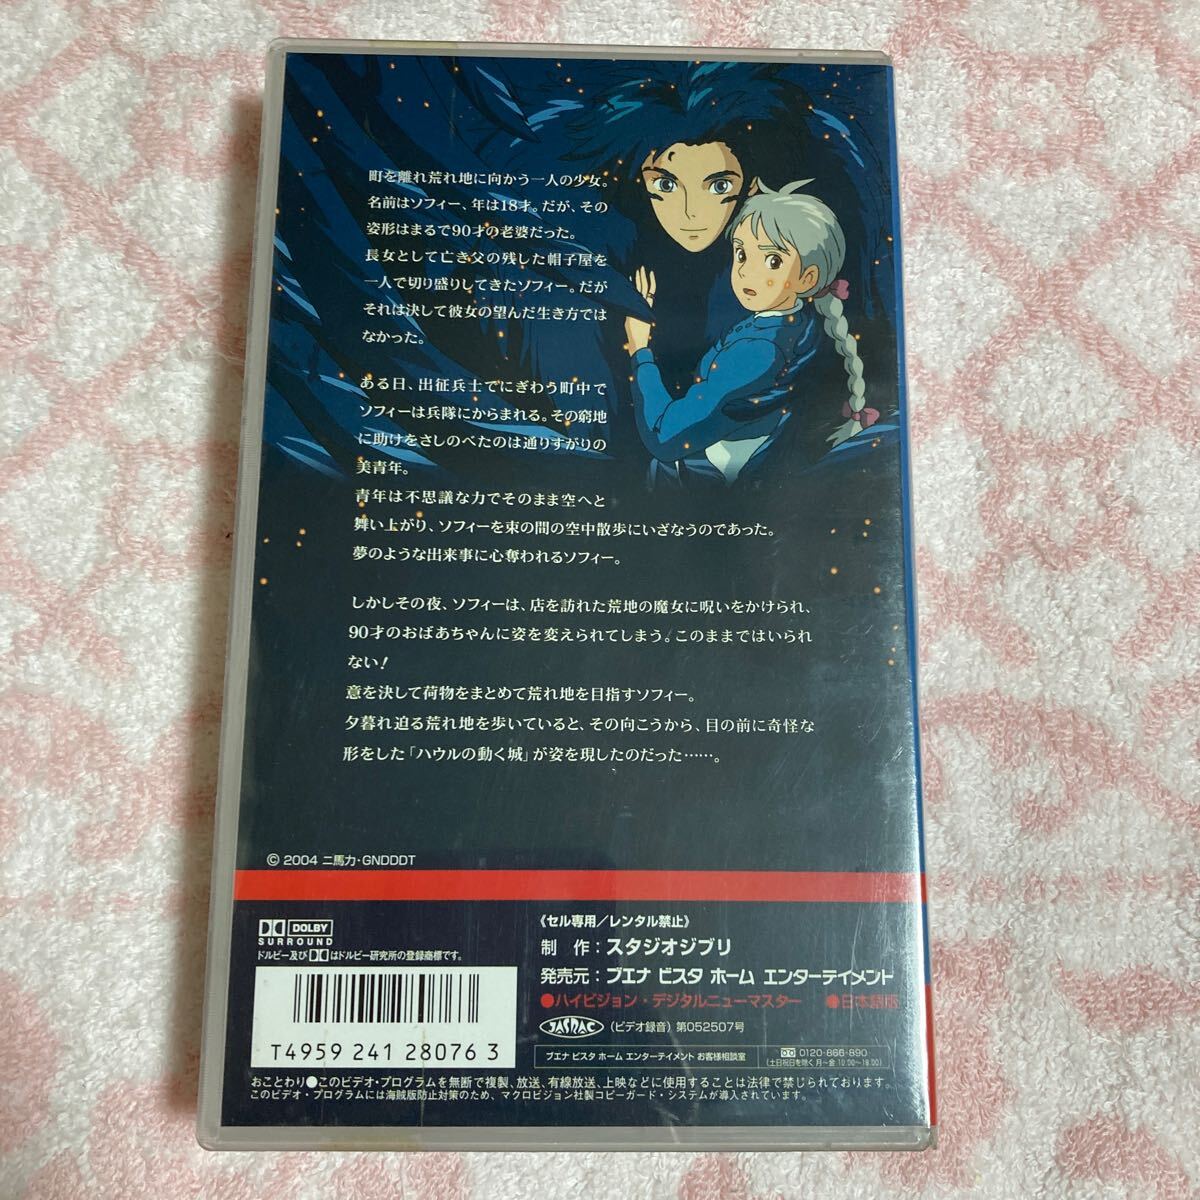 町を離れ荒れ地に向かう一人の少女。
名前はソフィー、年は18才。だが、その
姿形はまるで90才の老婆だった。
長女として亡き父の残した帽子屋を
一人で切り盛りしてきたソフィー。だが
それは決して彼女の望んだ生き方では
なかった。
ある日、出征兵士でにぎわう町中で
ソフィーは兵隊にからまれる。その窮地
に助けをさしのべたのは通りすがりの
美青年。
青年は不思議な力でそのまま空へと
舞い上がり、ソフィーを束の間の空中散歩にいざなうのであった。
夢のような出来事に心奪われるソフィー。
しかしその夜、ソフィーは、店を訪れた荒地の魔女に呪いをかけられ、
90才のおばあちゃんに姿を変えられてしまう。このままではいられ
ない!
意を決して荷物をまとめて荒れ地を目指すソフィー。
夕暮れ迫る荒れ地を歩いていると、その向こうから、目の前に奇怪な
形をした「ハウルの動く城」が姿を現したのだった……。
© 2004 二馬力・GNDDDT
DOLBY
SURROUND
ドルビー及びDDはドルビー研究所の登録商標です。
T4959 241 28076 3
《セル専用/レンタル禁止》
制 作:スタジオジブリ
発売元:ブエナ ビスタ ホーム エンターテイメント
●ハイビジョン・デジタルニューマスター ●日本語版
JASRAC (ビデオ録音)第052507号
ブエナ ビスタ ホーム エンターテイメント お客様相談室 0120-866-890
(土日祝日を除く 月～金 10:00～18:00)
おことわり●このビデオ・プログラムを無断で複製、放送、有線放送、上映などに使用することは法律で禁じられております。
このビデオ・プログラムには海賊版防止対策のため、マクロビジョン社製コピーガード・システムが導入されています。